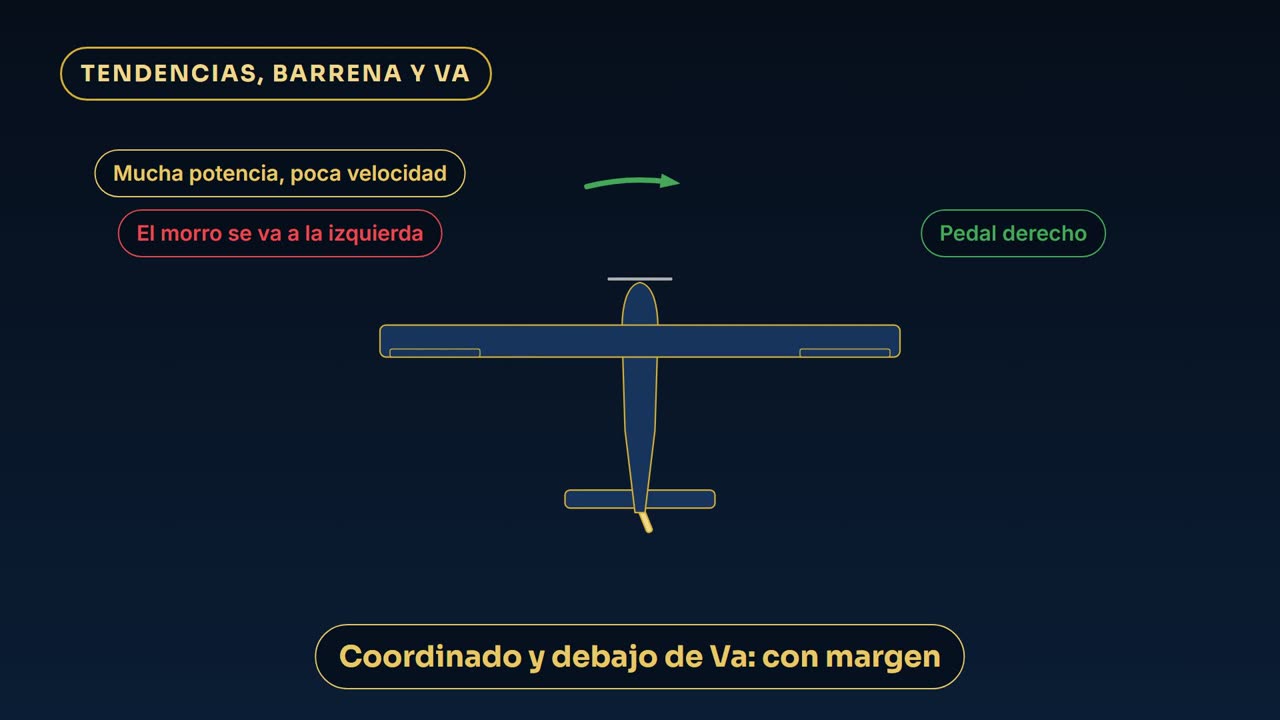 TENDENCIAS, BARRENA Y VA
Mucha potencia, poca velocidad
El morro se va a la izquierda
Pedal derecho
Coordinado y debajo de Va: con margen